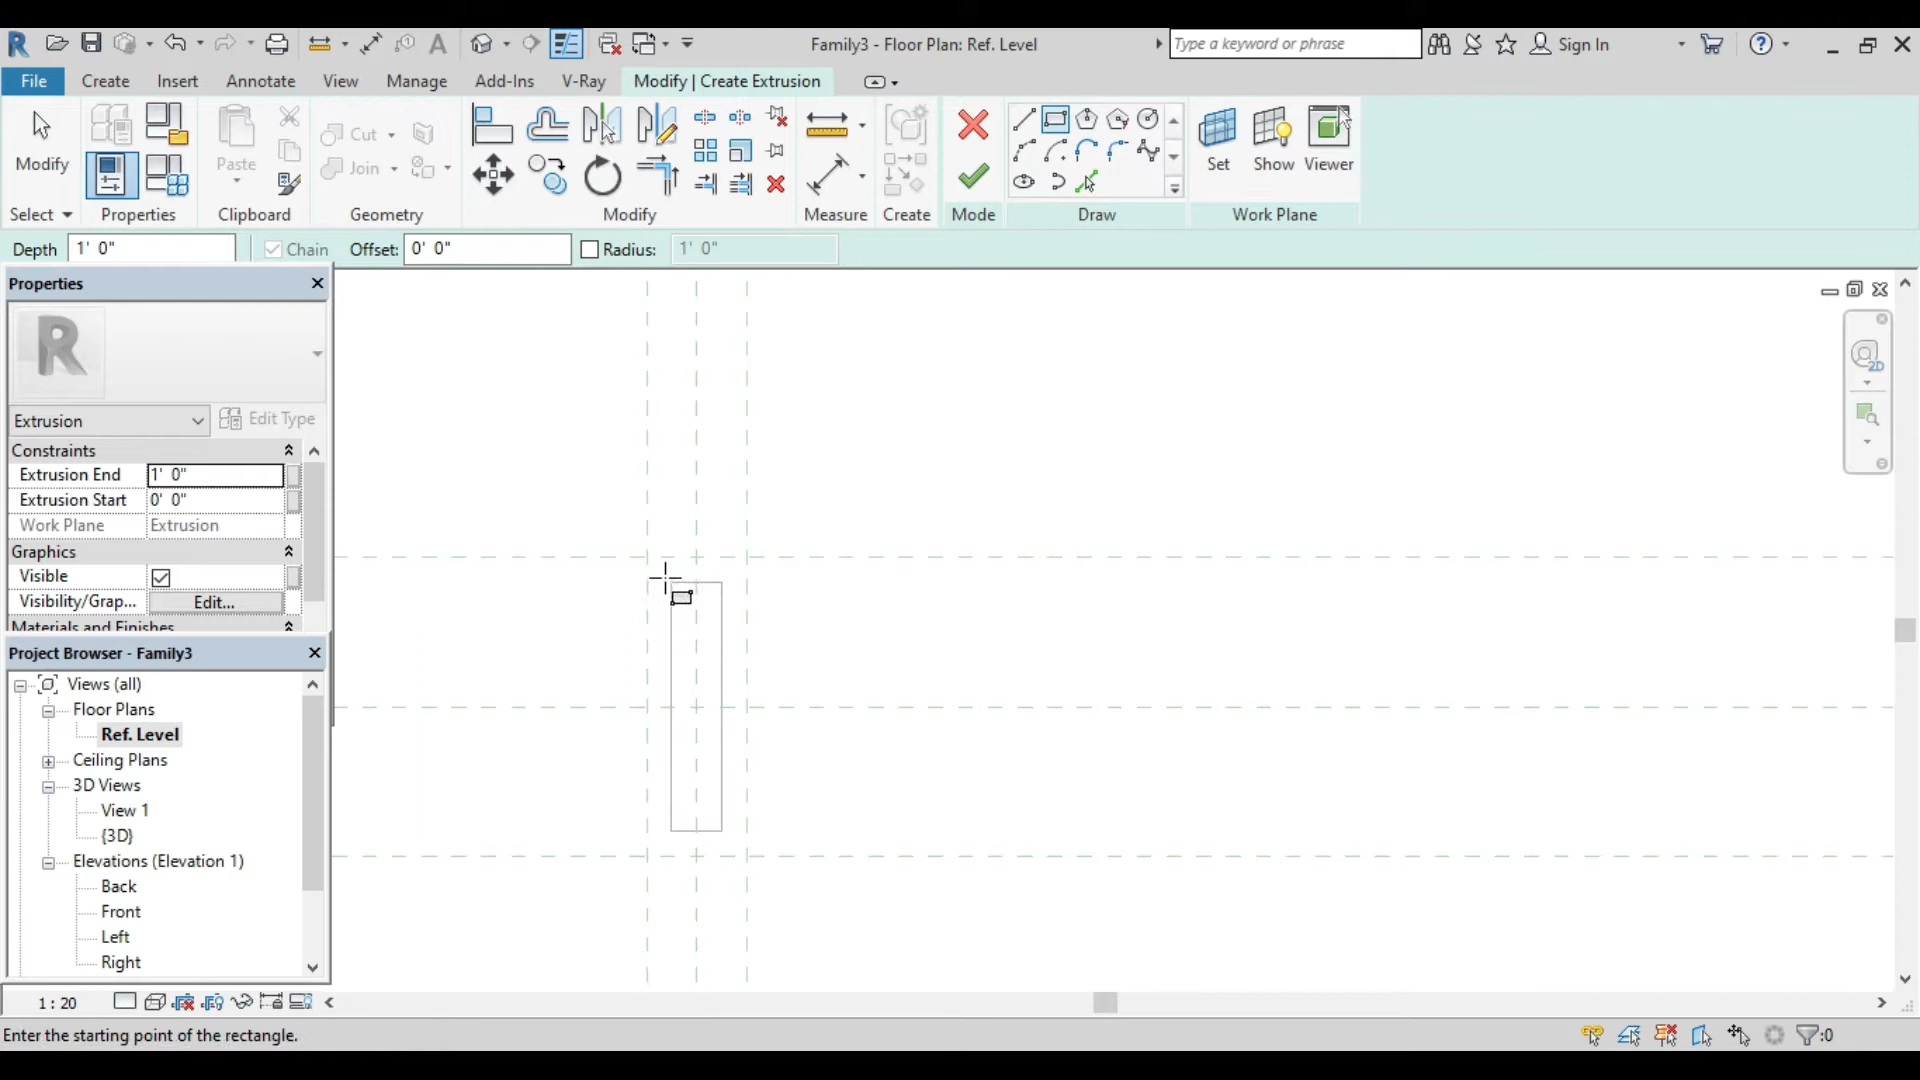 Family3 - Floor Plan: Ref. Level
Type a keyword or phrase
Sign In
File
Create
Insert
Annotate
View
Manage
Add-Ins
V-Ray
Modify | Create Extrusion
Modify
Paste
Cut
Join
Set
Show
Viewer
Select
Properties
Clipboard
Geometry
Modify
Measure
Create
Mode
Draw
Work Plane
Depth
1' 0"
Chain
Offset:
0' 0"
Radius:
1' 0"
Properties
Extrusion
Edit Type
Constraints
Extrusion End
1' 0"
Extrusion Start
0' 0"
Work Plane
Extrusion
Graphics
Visible
Visibility/Grap...
Edit...
Materials and Finishes
Project Browser - Family3
Views (all)
Floor Plans
Ref. Level
Ceiling Plans
3D Views
View 1
{3D}
Elevations (Elevation 1)
Back
Front
Left
Right
2D
1 : 20
Enter the starting point of the rectangle.
:0